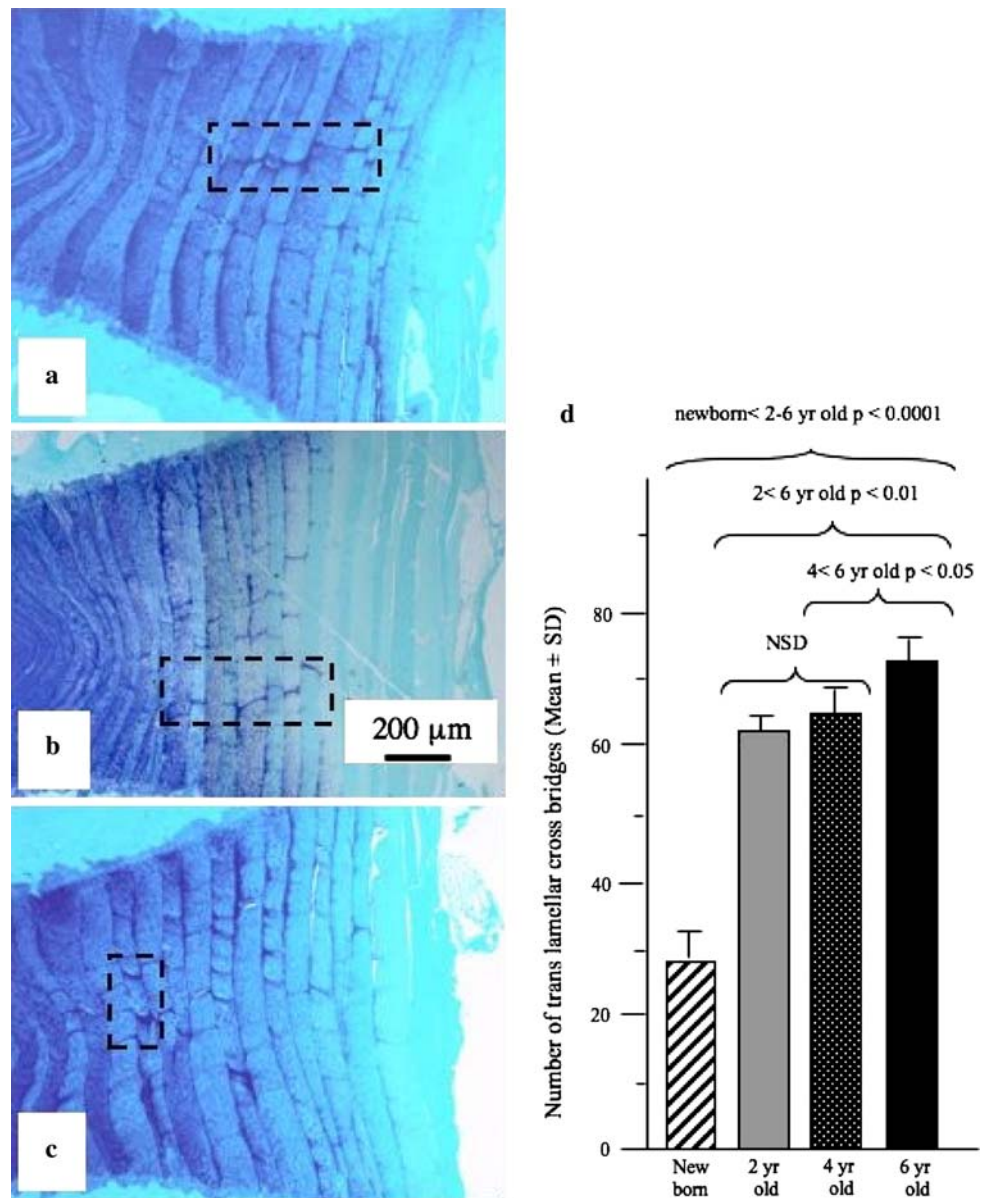 a
b
200 µm
c
d
newborn< 2-6 yr old p < 0.0001
2< 6 yr old p < 0.01
4< 6 yr old p < 0.05
NSD
Number of trans lamellar cross bridges (Mean ± SD)
80
60
40
20
0
New born
2 yr old
4 yr old
6 yr old